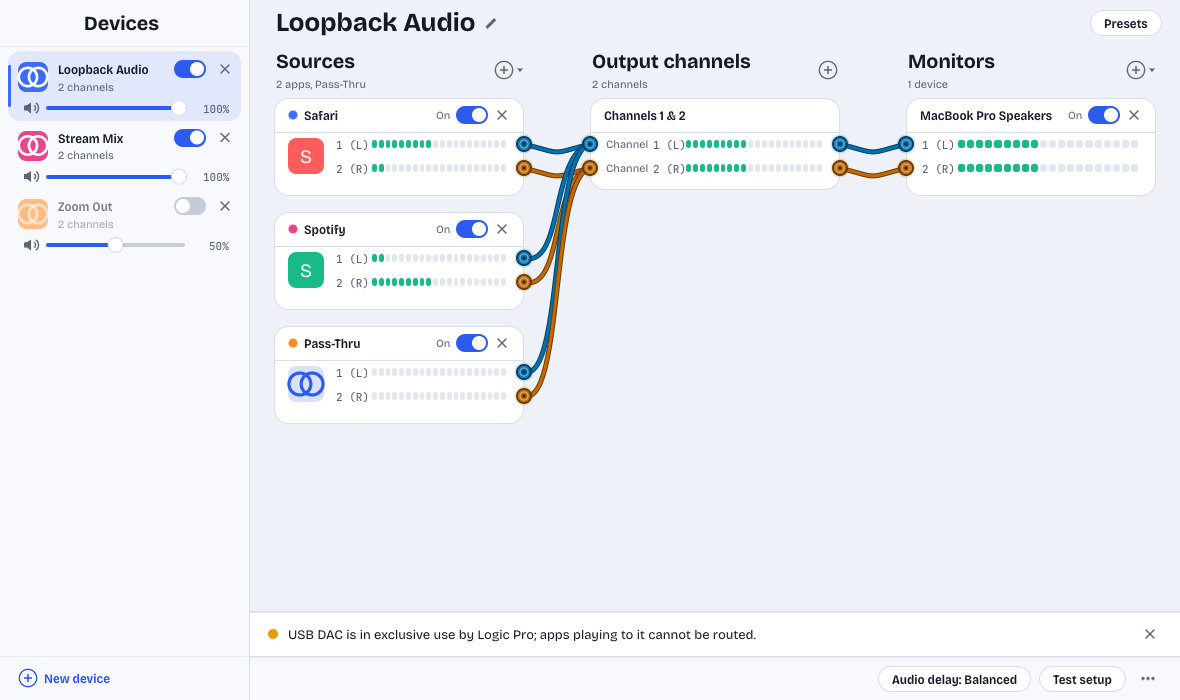 Devices
Loopback Audio
2 channels
100%
Stream Mix
2 channels
100%
Zoom Out
2 channels
50%
New device
Loopback Audio
Presets
Sources
2 apps, Pass-Thru
Output channels
2 channels
Monitors
1 device
Safari On
S
1 (L)
2 (R)
Spotify On
S
1 (L)
2 (R)
Pass-Thru On
1 (L)
2 (R)
Channels 1 & 2
Channel 1 (L)
Channel 2 (R)
MacBook Pro Speakers On
1 (L)
2 (R)
USB DAC is in exclusive use by Logic Pro; apps playing to it cannot be routed.
Audio delay: Balanced
Test setup